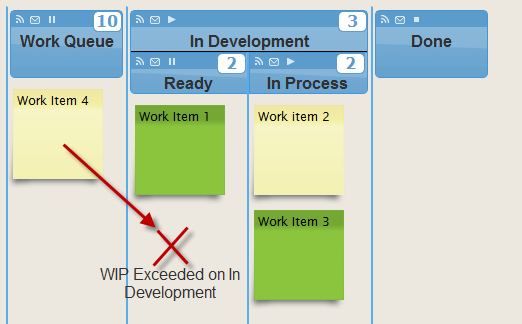 10
Work Queue
3
In Development
2
Ready
2
In Process
Done
Work Item 4
Work Item 1
Work item 2
Work Item 3
WIP Exceeded on In
Development